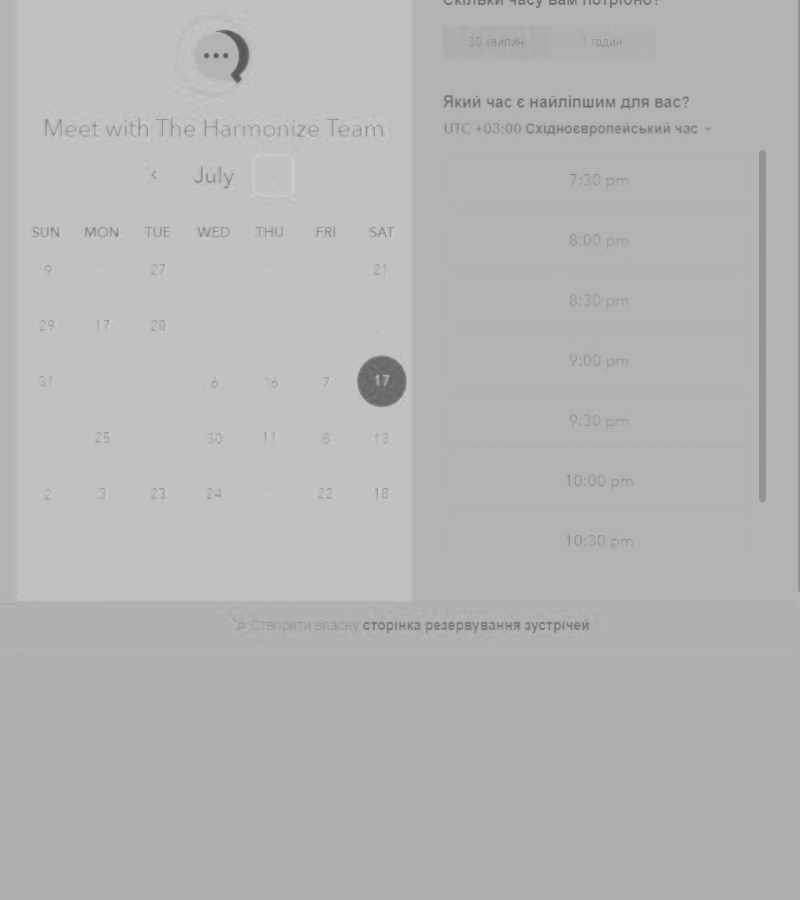 Meet with The Harmonize Team
July
SUN MON TUE WED THU FRI SAT
9 27 21
29 17 28
31 6 16 7 17
25 30 11 8 13
2 3 23 24 22 18
Скільки часу вам потрібно?
30 хвилин 1 годин
Який час є найліпшим для вас?
UTC +03:00 Східноєвропейський час
7:30 pm
8:00 pm
8:30 pm
9:00 pm
9:30 pm
10:00 pm
10:30 pm
Створити власну сторінка резервування зустрічей